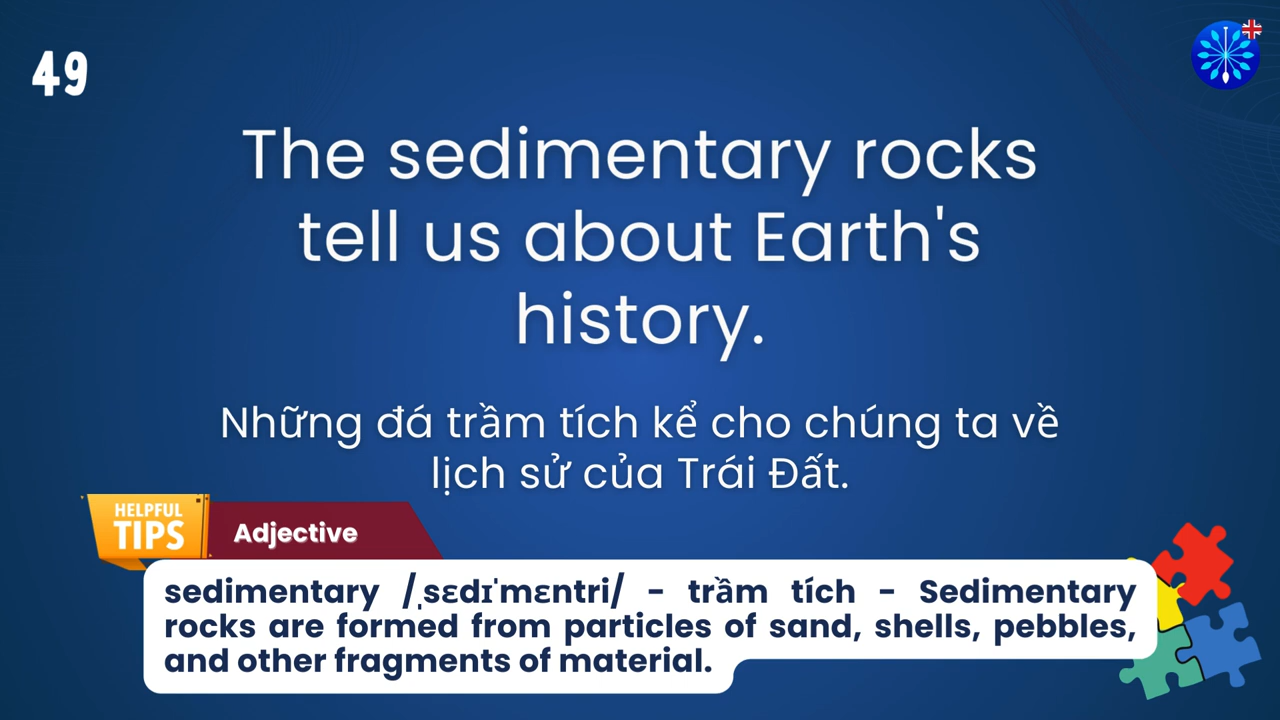 49
The sedimentary rocks
tell us about Earth's
history.
Những đá trầm tích kể cho chúng ta về
lịch sử của Trái Đất.
HELPFUL
TIPS
Adjective
sedimentary /ˌsɛdɪˈmɛntri/ - trầm tích - Sedimentary
rocks are formed from particles of sand, shells, pebbles,
and other fragments of material.